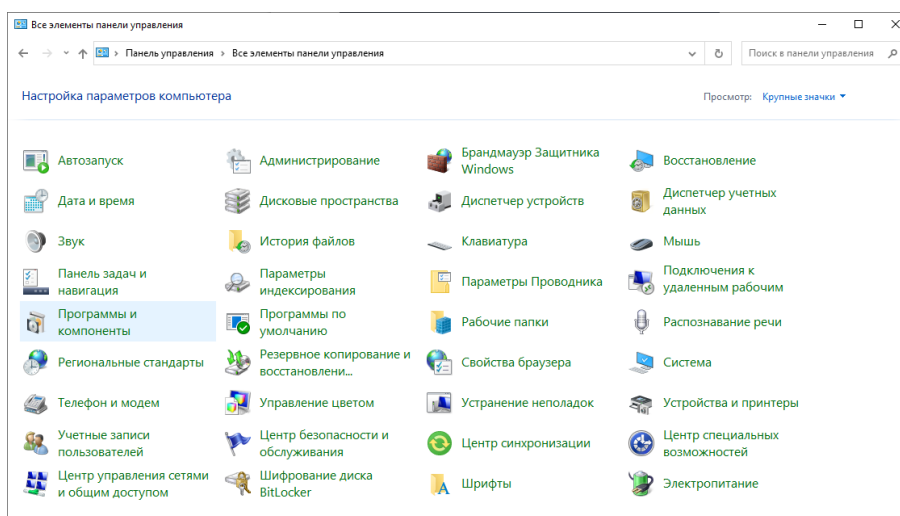 Все элементы панели управления
Панель управления > Все элементы панели управления
Поиск в панели управления
Настройка параметров компьютера
Просмотр: Крупные значки
Автозапуск
Администрирование
Брандмауэр Защитника
Windows
Восстановление
Дата и время
Дисковые пространства
Диспетчер устройств
Диспетчер учетных
данных
Звук
История файлов
Клавиатура
Мышь
Панель задач и
навигация
Параметры
индексирования
Параметры Проводника
Подключения к
удаленным рабочим
Программы и
компоненты
Программы по
умолчанию
Рабочие папки
Распознавание речи
Региональные стандарты
Резервное копирование и
восстановлени...
Свойства браузера
Система
Телефон и модем
Управление цветом
Устранение неполадок
Устройства и принтеры
Учетные записи
пользователей
Центр безопасности и
обслуживания
Центр синхронизации
Центр специальных
возможностей
Центр управления сетями
и общим доступом
Шифрование диска
BitLocker
Шрифты
Электропитание